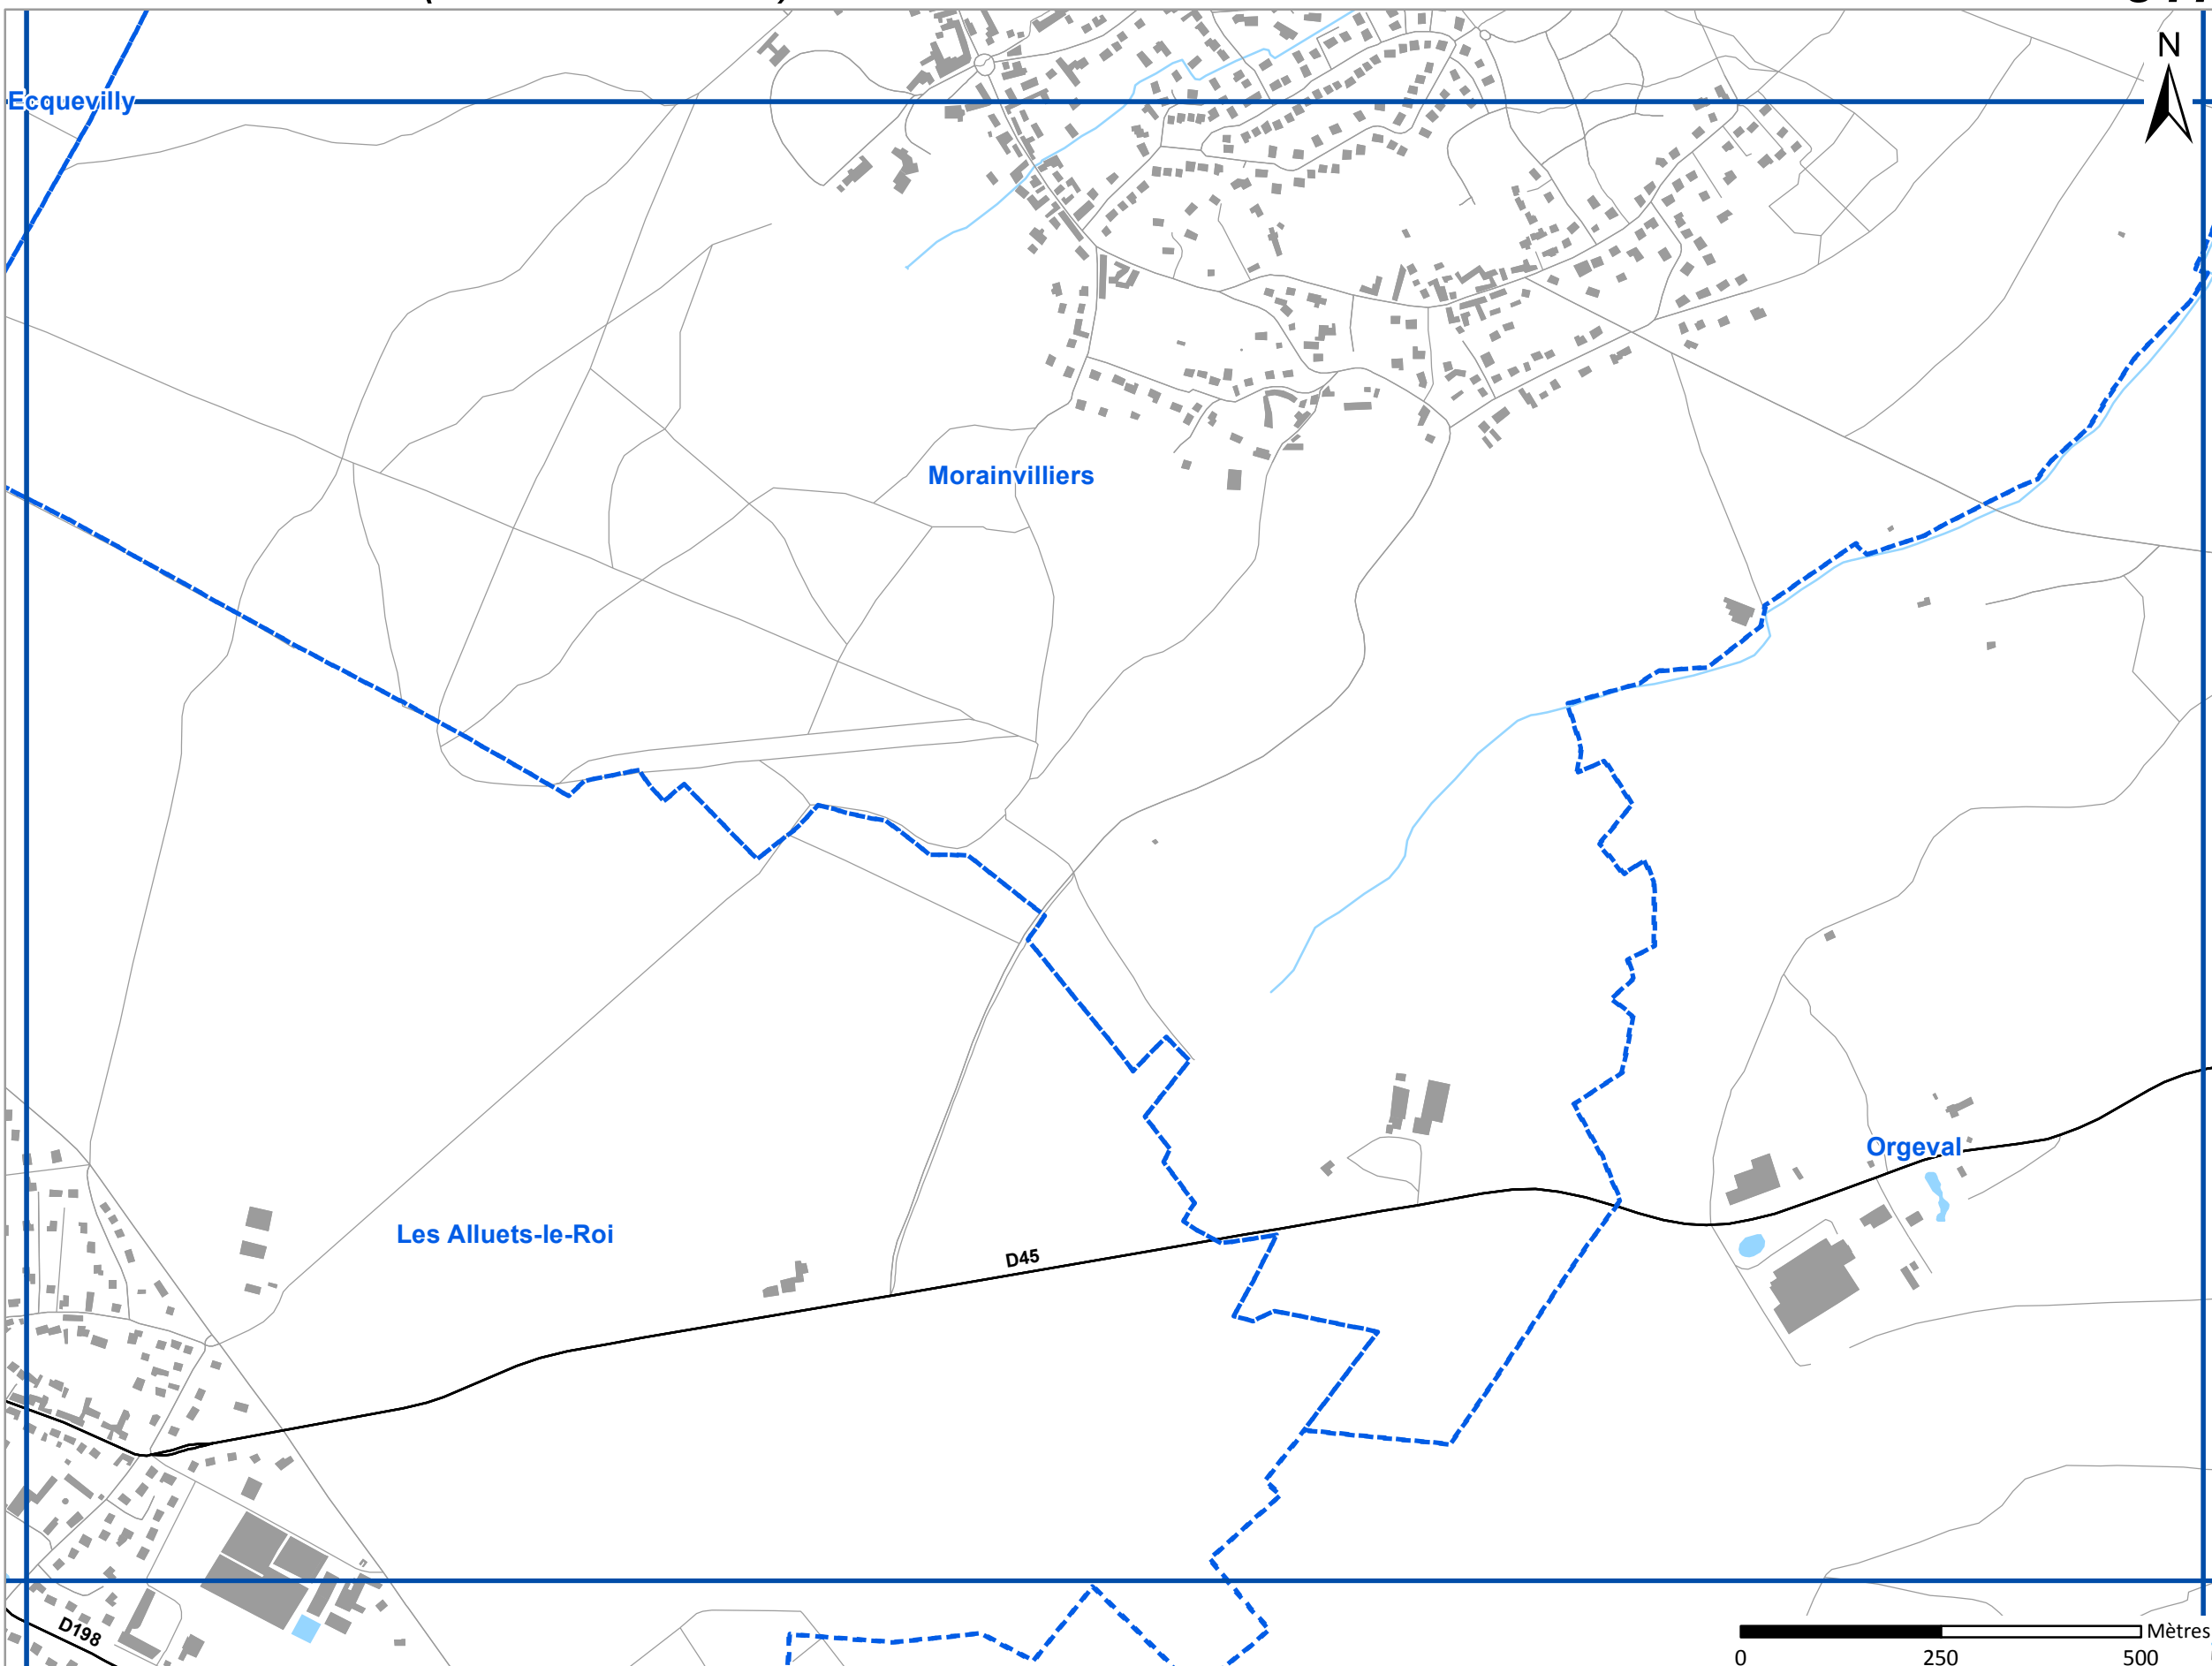 N
Ecquevilly
Morainvilliers
Orgeval
Les Alluets-le-Roi
D45
D198
Mètres
0 250 500